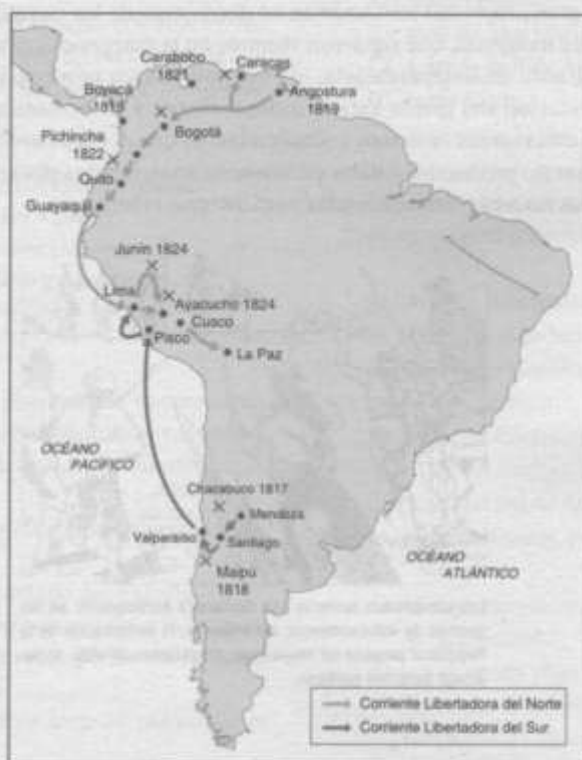 Caraboco
1821
Caracas
Boyacá
1819
Angostura
1819
Bogotá
Pichincha
1822
Quito
Guayaquil
Junín 1824
Lima
Ayacucho 1824
Cusco
Pisco
La Paz
OCÉANO
PACÍFICO
Chacabuco 1817
Mendoza
Valparaíso
Santiago
Maipú
1818
OCÉANO
ATLÁNTICO
Corriente Libertadora del Norte
Corriente Libertadora del Sur